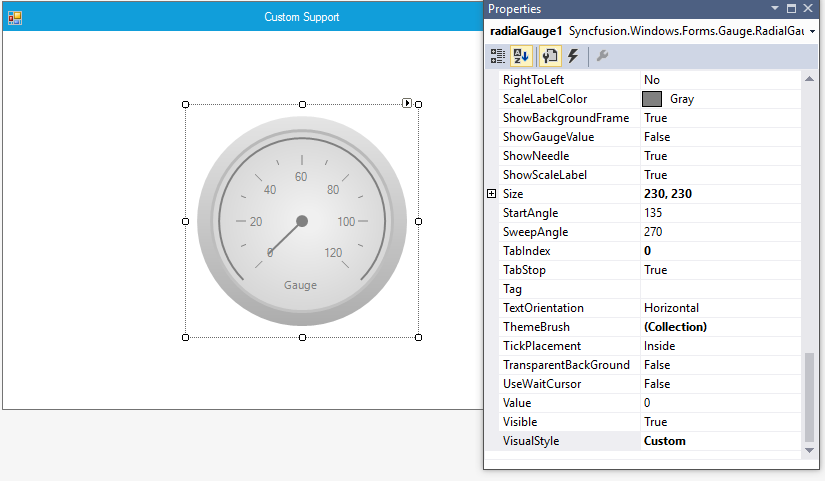 Custom Support
60
40
80
20
100
0
120
Gauge
Properties
radialGauge1 Syncfusion.Windows.Forms.Gauge.RadialGau
RightToLeft No
ScaleLabelColor Gray
ShowBackgroundFrame True
ShowGaugeValue False
ShowNeedle True
ShowScaleLabel True
Size 230, 230
StartAngle 135
SweepAngle 270
TabIndex 0
TabStop True
Tag
TextOrientation Horizontal
ThemeBrush (Collection)
TickPlacement Inside
TransparentBackGround False
UseWaitCursor False
Value 0
Visible True
VisualStyle Custom